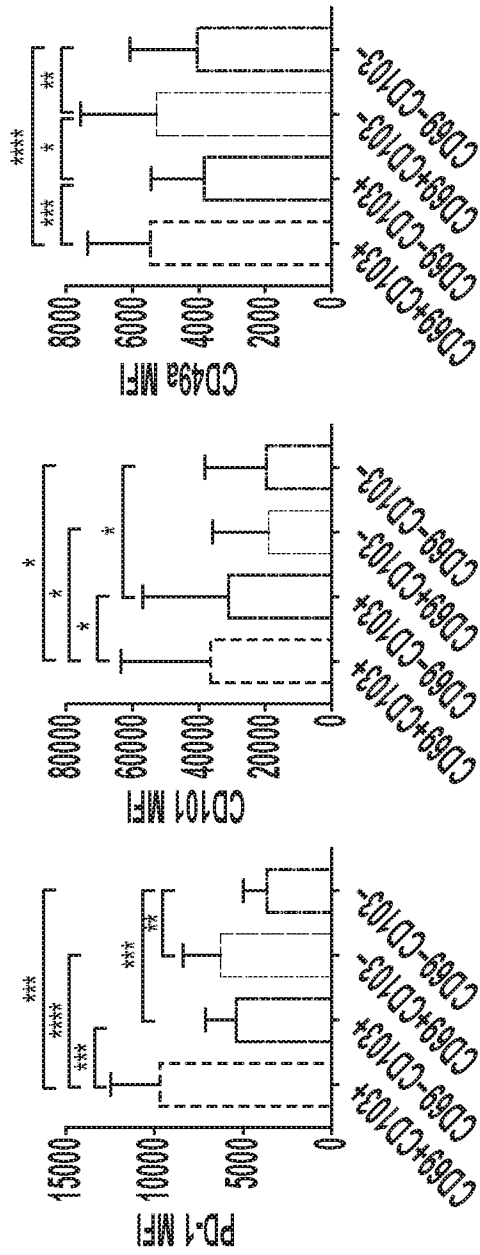 PD-1 MFI
15000
10000
5000
0
***
****
***
***
**
CD69+CD103+
CD69-CD103+
CD69+CD103-
CD69-CD103-
CD101 MFI
80000
60000
40000
20000
0
*
*
*
*
CD69+CD103+
CD69-CD103+
CD69+CD103-
CD69-CD103-
CD49a MFI
8000
6000
4000
2000
0
****
***
*
**
CD69+CD103+
CD69-CD103+
CD69+CD103-
CD69-CD103-